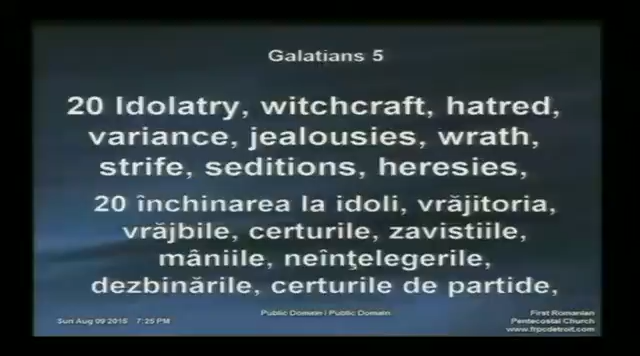 Galatians 5
20 Idolatry, witchcraft, hatred,
variance, jealousies, wrath,
strife, seditions, heresies,
20 închinarea la idoli, vrăjitoria,
vrăjbile, certurile, zavistiile,
mâniile, neînţelegerile,
dezbinările, certurile de partide,
Public Domain / Public Domain
Sun Aug 09 2015 7:25 PM
First Romanian
Pentecostal Church
www.frpcdetroit.com